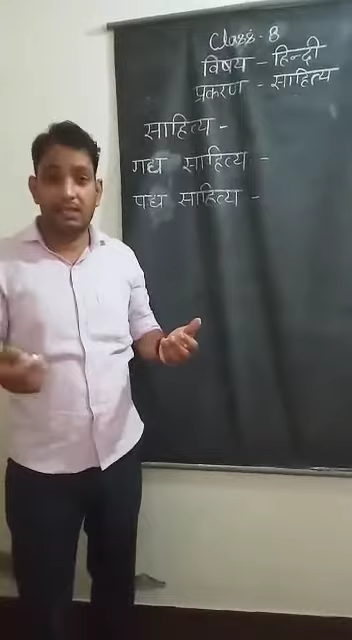 Class - 8
विषय - हिन्दी
प्रकरण - साहित्य
साहित्य -
गद्य साहित्य -
पद्य साहित्य -